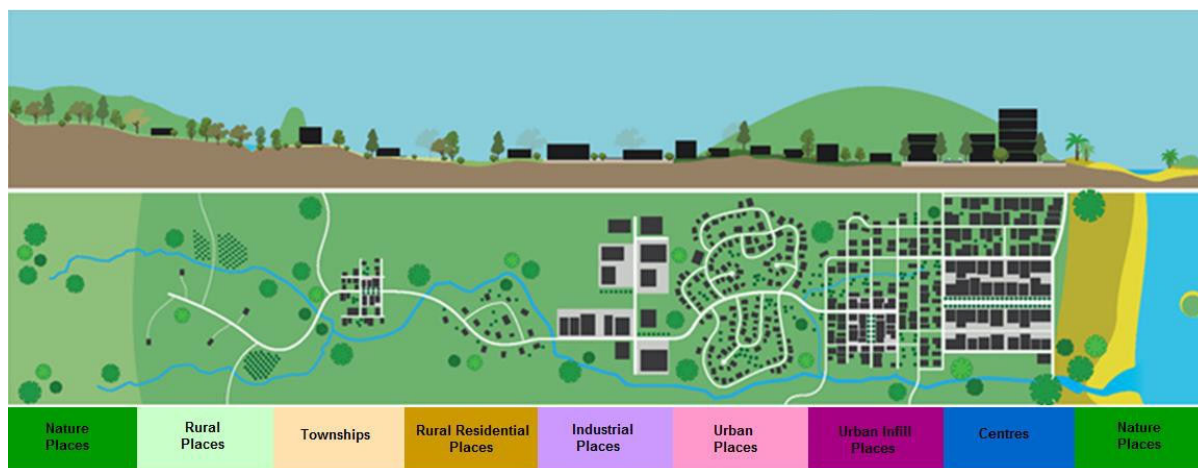 Nature
Places
Rural
Places
Townships
Rural Residential
Places
Industrial
Places
Urban
Places
Urban Infill
Places
Centres
Nature
Places